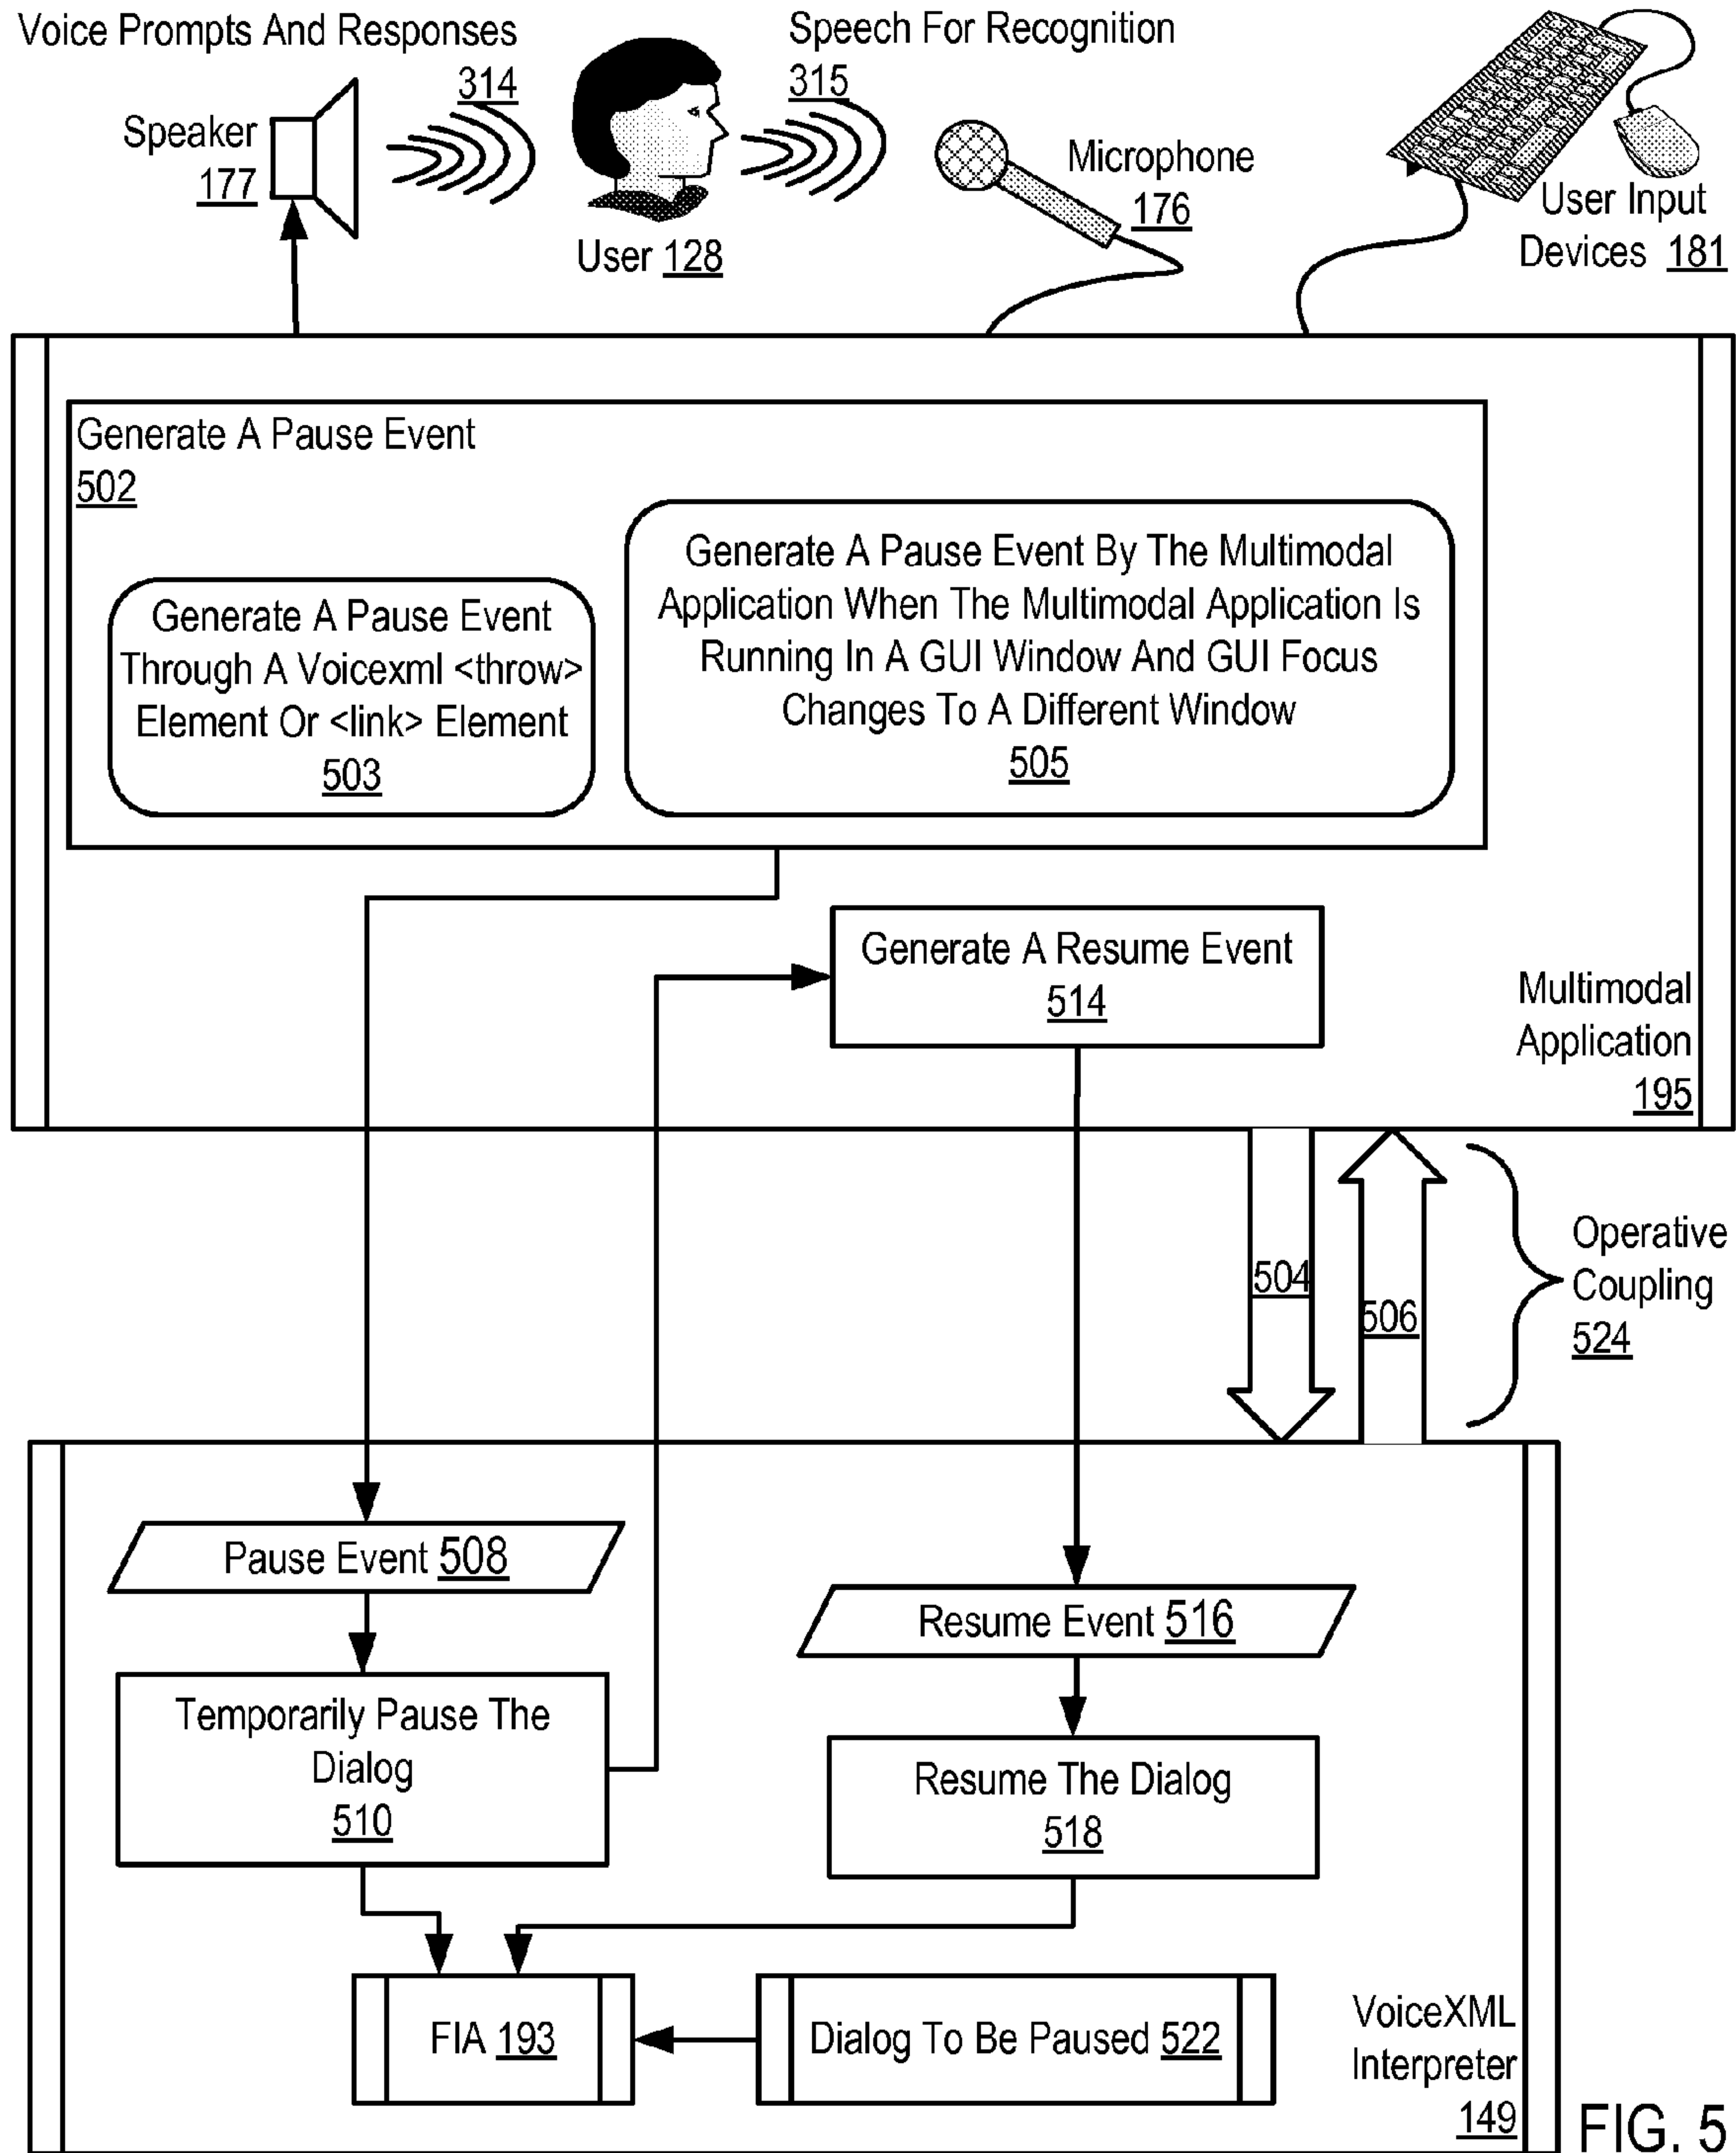 Voice Prompts And Responses
314
Speech For Recognition
315
Speaker
177
User 128
Microphone
176
User Input
Devices 181
Generate A Pause Event
502
Generate A Pause Event
Through A Voicexml <throw>
Element Or <link> Element
503
Generate A Pause Event By The Multimodal
Application When The Multimodal Application Is
Running In A GUI Window And GUI Focus
Changes To A Different Window
505
Generate A Resume Event
514
Multimodal
Application
195
504
506
Operative
Coupling
524
Pause Event 508
Resume Event 516
Temporarily Pause The
Dialog
510
Resume The Dialog
518
FIA 193
Dialog To Be Paused 522
VoiceXML
Interpreter
149
FIG. 5